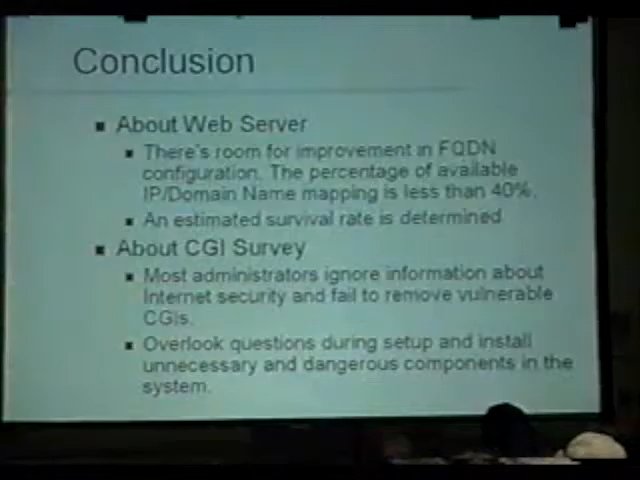 Conclusion
About Web Server
There's room for improvement in FQDN
configuration. The percentage of available
IP/Domain Name mapping is less than 40%.
An estimated survival rate is determined
About CGI Survey
Most administrators ignore information about
Internet security and fail to remove vulnerable
CGIs.
Overlook questions during setup and install
unnecessary and dangerous components in the
system.